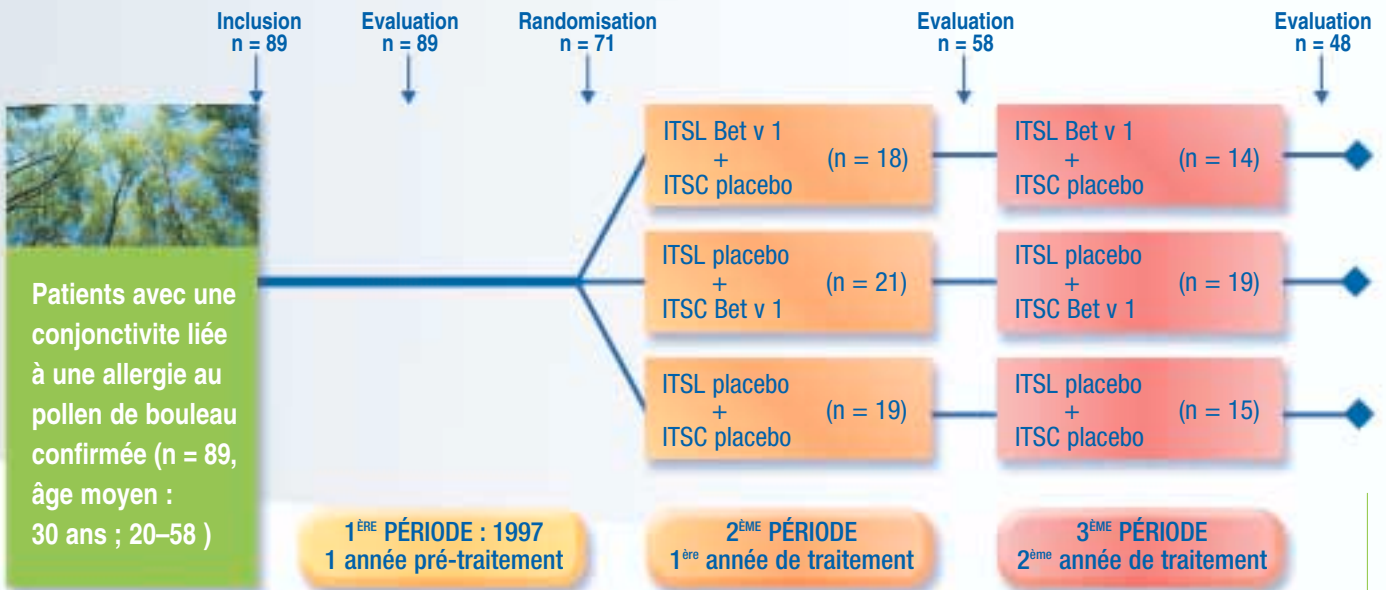 Inclusion
n = 89
Evaluation
n = 89
Randomisation
n = 71
Evaluation
n = 58
Evaluation
n = 48
Patients avec une
conjonctivite liée
à une allergie au
pollen de bouleau
confirmée (n = 89,
âge moyen :
30 ans ; 20–58 )
ITSL Bet v 1
+ (n = 18)
ITSC placebo
ITSL Bet v 1
+ (n = 14)
ITSC placebo
ITSL placebo
+ (n = 21)
ITSC Bet v 1
ITSL placebo
+ (n = 19)
ITSC Bet v 1
ITSL placebo
+ (n = 19)
ITSC placebo
ITSL placebo
+ (n = 15)
ITSC placebo
1ÈRE PÉRIODE : 1997
1 année pré-traitement
2ÈME PÉRIODE
1ère année de traitement
3ÈME PÉRIODE
2ème année de traitement